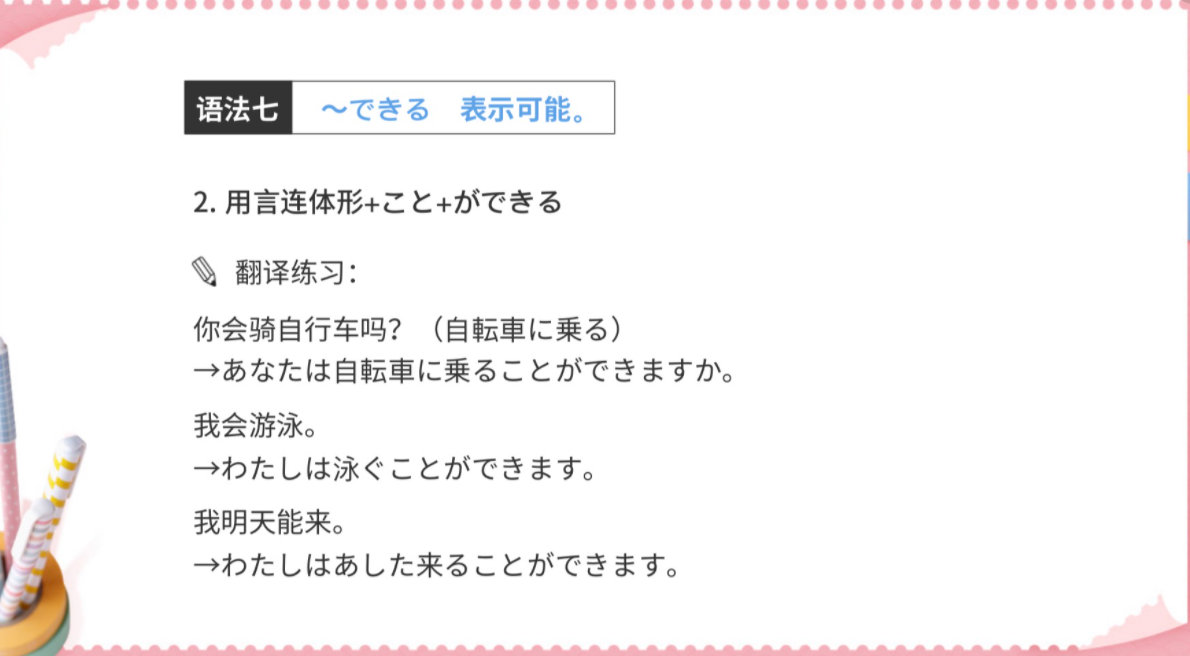 语法七 ～できる 表示可能。
2. 用言连体形+こと+ができる
翻译练习：
你会骑自行车吗？（自転車に乗る）
→あなたは自転車に乗ることができますか。
我会游泳。
→わたしは泳ぐことができます。
我明天能来。
→わたしはあした来ることができます。